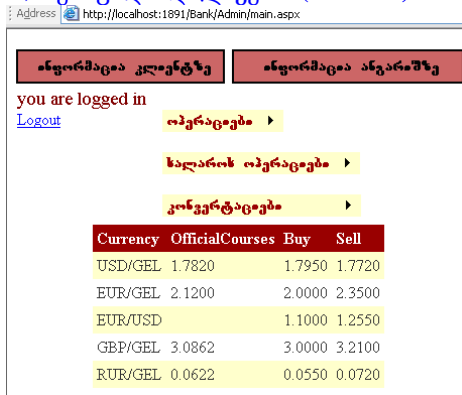 Address http://localhost:1891/Bank/Admin/main.aspx
ინფორმაცია კლიენტზე ინფორმაცია ანგარიშზე
you are logged in
Logout
ოპერაციები
სალაროს ოპერაციები
კონვერტაციები
Currency OfficialCourses Buy Sell
USD/GEL 1.7820 1.7950 1.7720
EUR/GEL 2.1200 2.0000 2.3500
EUR/USD 1.1000 1.2550
GBP/GEL 3.0862 3.0000 3.2100
RUR/GEL 0.0622 0.0550 0.0720